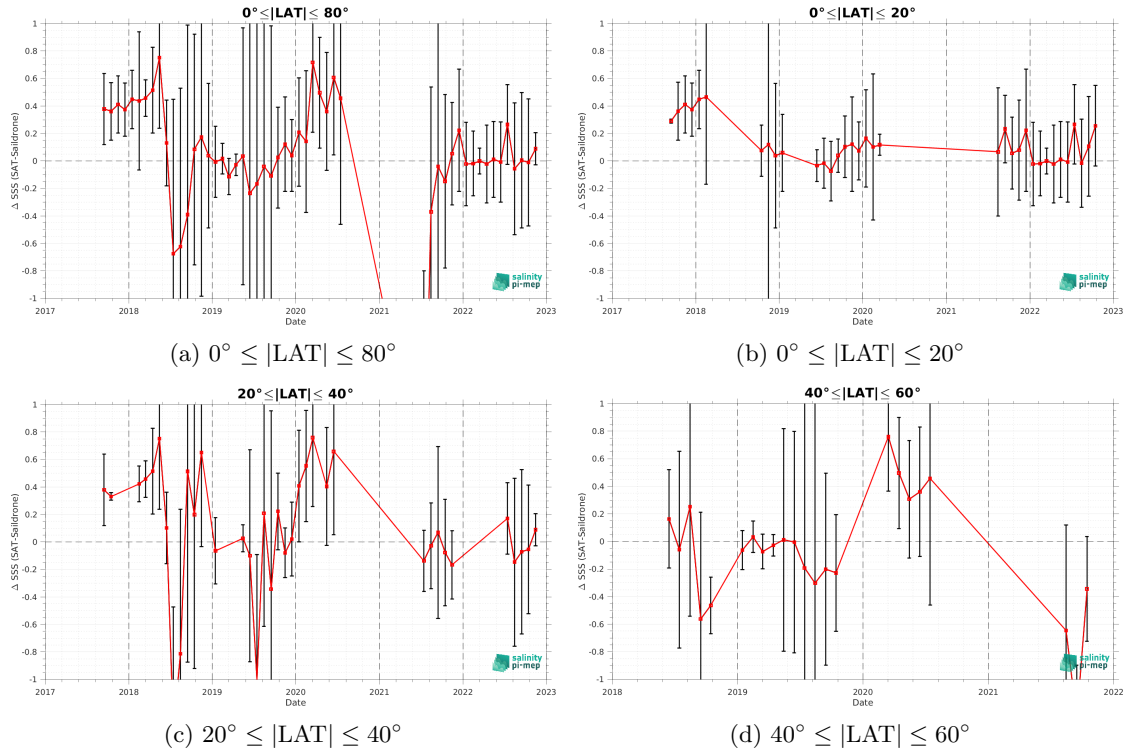 0°≤|LAT|≤ 80°
Δ SSS (SAT-Saildrone)
1
0.8
0.6
0.4
0.2
0
-0.2
-0.4
-0.6
-0.8
-1
salinity
pi-mep
2017 2018 2019 2020 2021 2022 2023
Date
(a) 0° ≤ |LAT| ≤ 80°
0°≤|LAT|≤ 20°
Δ SSS (SAT-Saildrone)
1
0.8
0.6
0.4
0.2
0
-0.2
-0.4
-0.6
-0.8
-1
salinity
pi-mep
2017 2018 2019 2020 2021 2022 2023
Date
(b) 0° ≤ |LAT| ≤ 20°
20°≤|LAT|≤ 40°
Δ SSS (SAT-Saildrone)
1
0.8
0.6
0.4
0.2
0
-0.2
-0.4
-0.6
-0.8
-1
salinity
pi-mep
2017 2018 2019 2020 2021 2022 2023
Date
(c) 20° ≤ |LAT| ≤ 40°
40°≤|LAT|≤ 60°
Δ SSS (SAT-Saildrone)
1
0.8
0.6
0.4
0.2
0
-0.2
-0.4
-0.6
-0.8
-1
salinity
pi-mep
2018 2019 2020 2021 2022
Date
(d) 40° ≤ |LAT| ≤ 60°